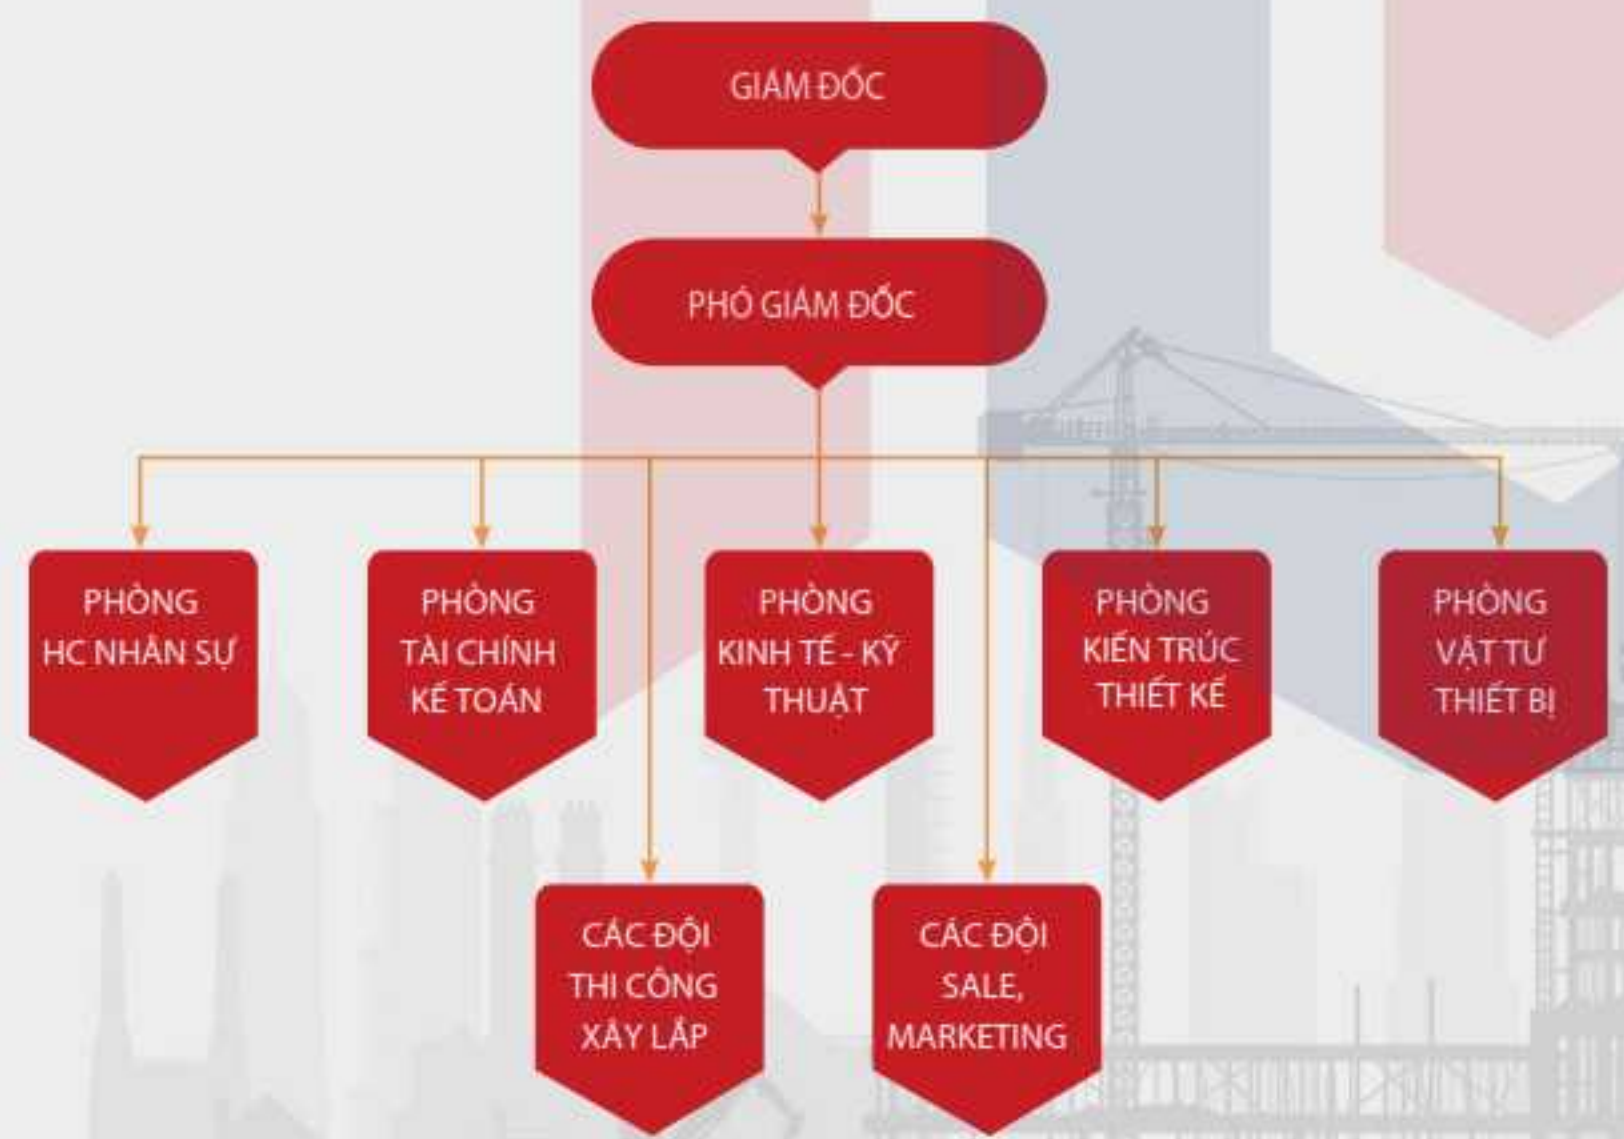 GIÁM ĐỐC
PHÓ GIÁM ĐỐC
PHÒNG
HC NHÂN SỰ
PHÒNG
TÀI CHÍNH
KẾ TOÁN
PHÒNG
KINH TẾ - KỸ
THUẬT
PHÒNG
KIẾN TRÚC
THIẾT KẾ
PHÒNG
VẬT TƯ
THIẾT BỊ
CÁC ĐỘI
THI CÔNG
XÂY LẮP
CÁC ĐỘI
SALE,
MARKETING